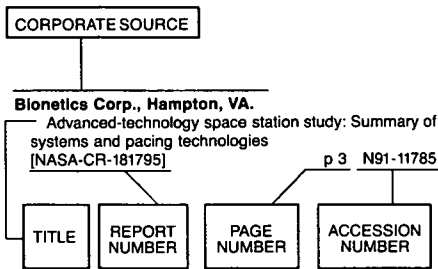 CORPORATE SOURCE
Bionetics Corp., Hampton, VA.
Advanced-technology space station study: Summary of
systems and pacing technologies
[NASA-CR-181795] p 3 N91-11785
TITLE
REPORT
NUMBER
PAGE
NUMBER
ACCESSION
NUMBER